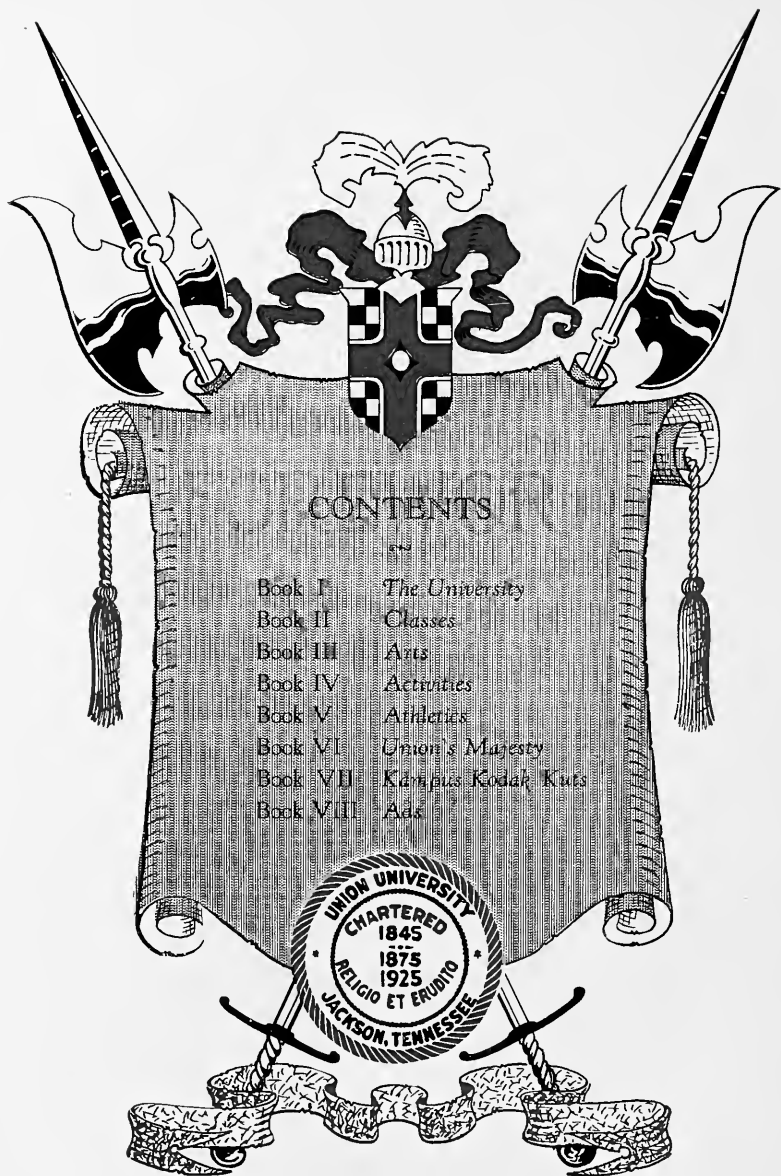 CONTENTS
Book I The University
Book II Classes
Book III Arts
Book IV Activities
Book V Athletics
Book VI Union's Majesty
Book VII Kampus Kodak Kuts
Book VIII Ads
UNION UNIVERSITY
CHARTERED
1845
1875
1925
RELIGIO ET ERUDITO
JACKSON, TENNESSEE